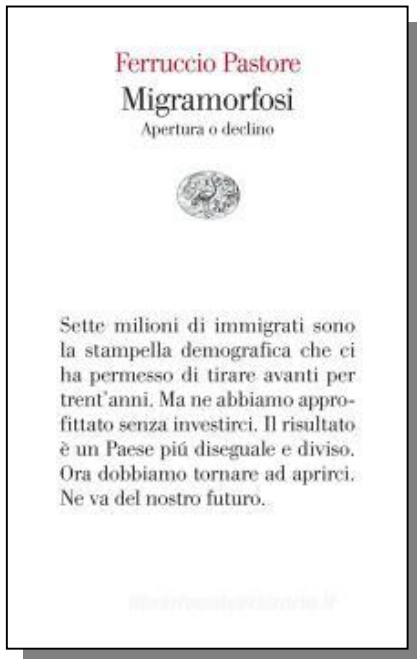 Ferruccio Pastore
Migramorfosi
Apertura o declino
Sette milioni di immigrati sono
la stampella demografica che ci
ha permesso di tirare avanti per
trent'anni. Ma ne abbiamo appro-
fittato senza investirci. Il risultato
è un Paese piú diseguale e diviso.
Ora dobbiamo tornare ad aprirci.
Ne va del nostro futuro.